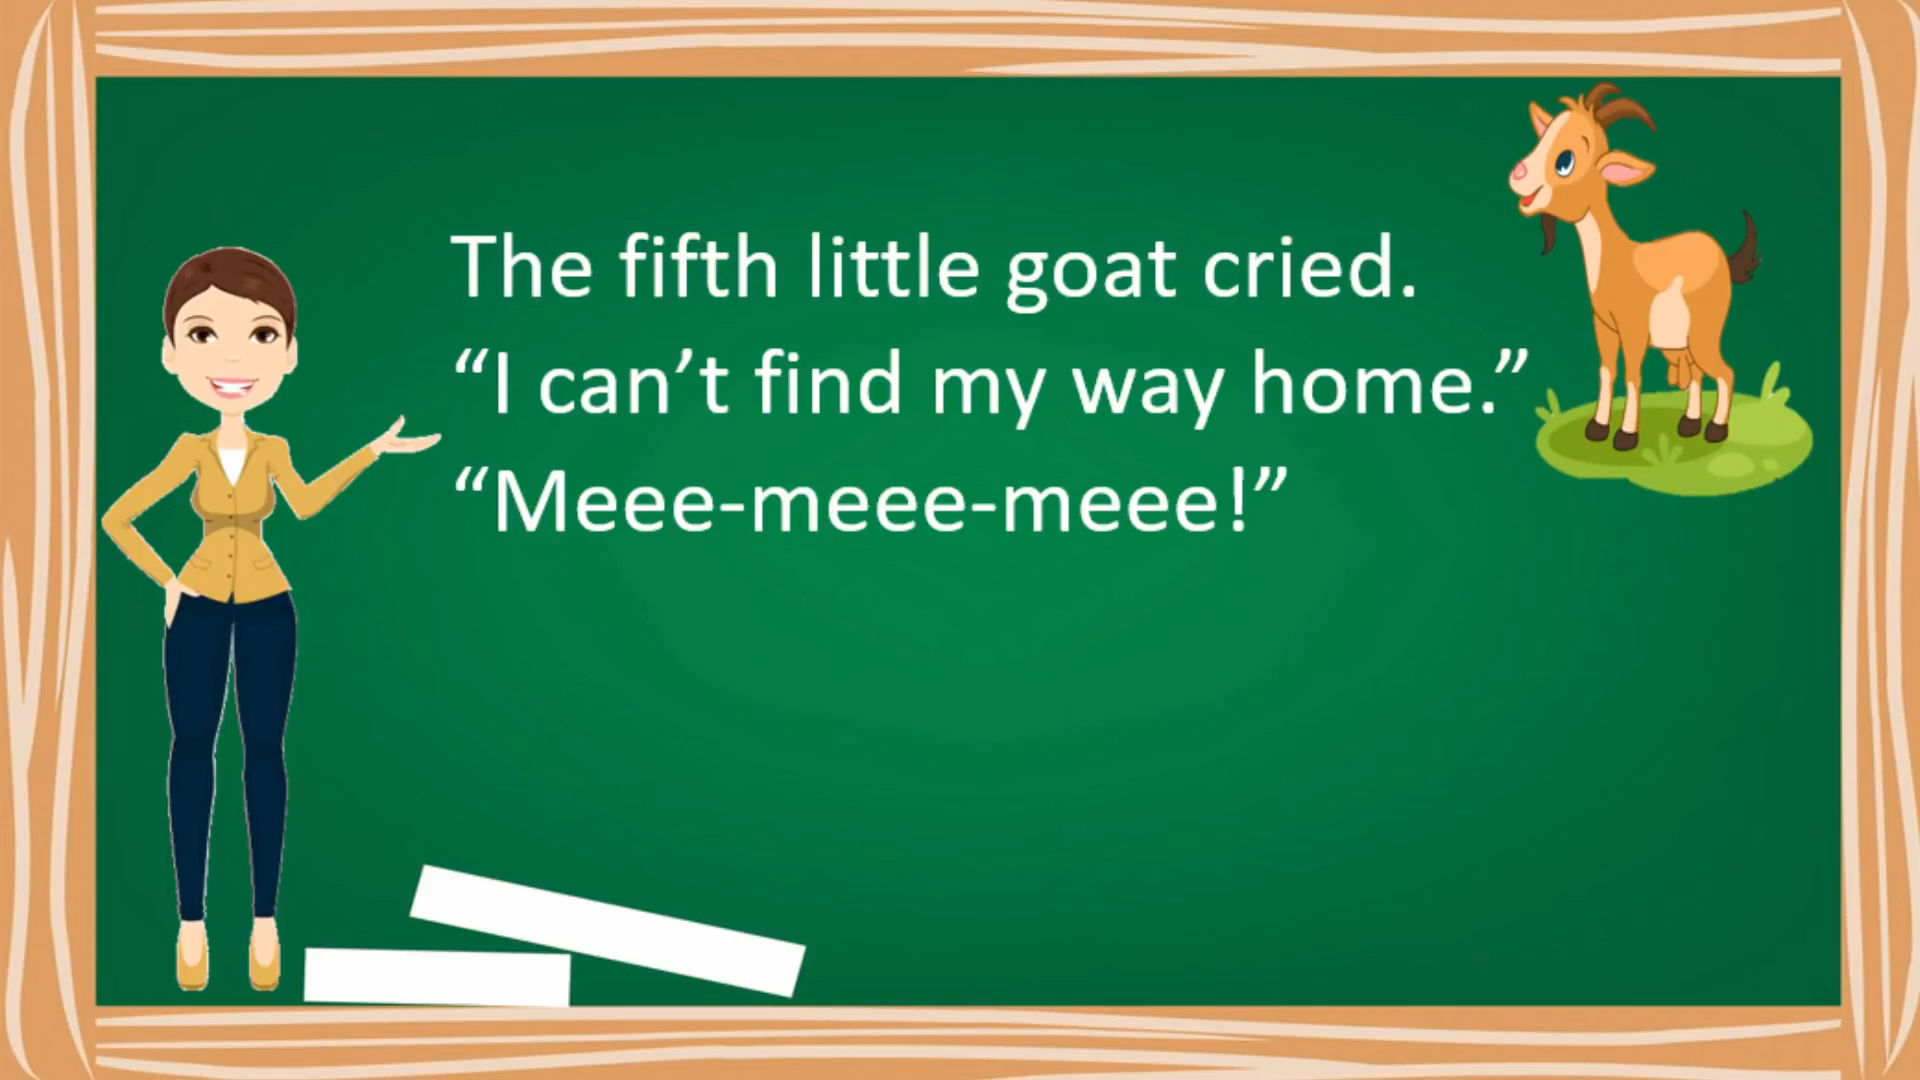 The fifth little goat cried.
“I can’t find my way home.”
“Meee-meee-meee!”